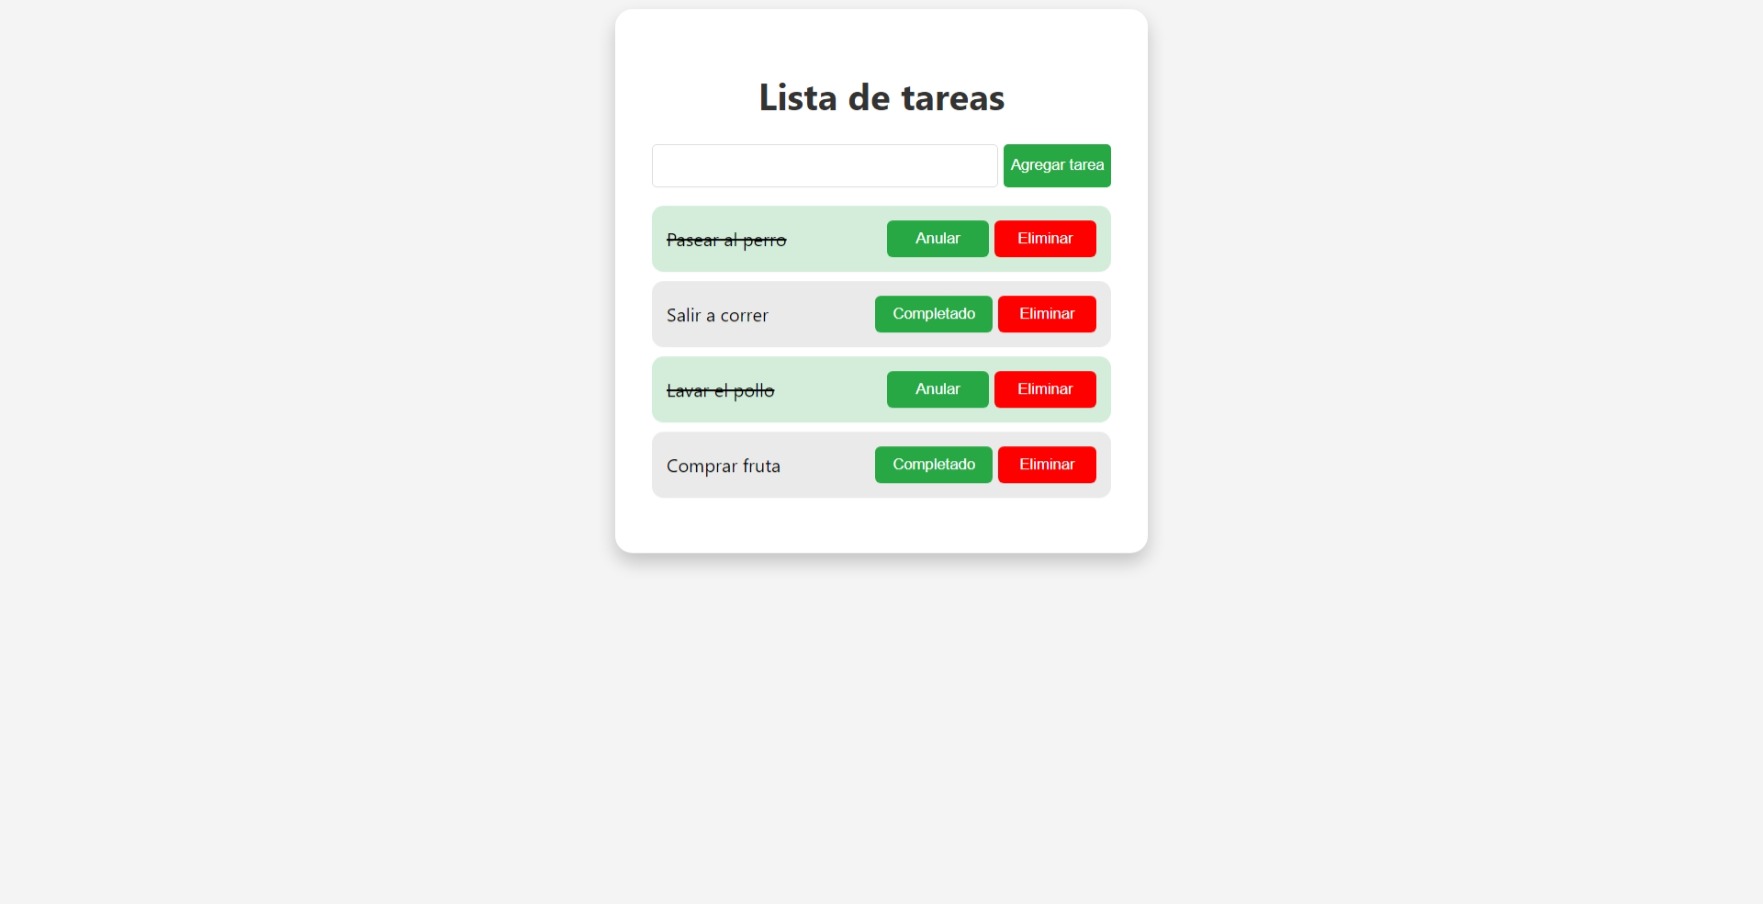 Lista de tareas
Agregar tarea
Pasear al perro Anular Eliminar
Salir a correr Completado Eliminar
Lavar el pollo Anular Eliminar
Comprar fruta Completado Eliminar